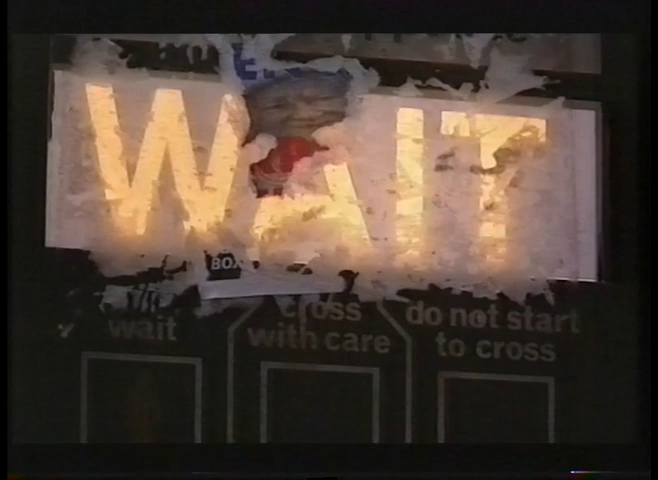 WAIT
BOX
wait
cross
with care
do not start
to cross